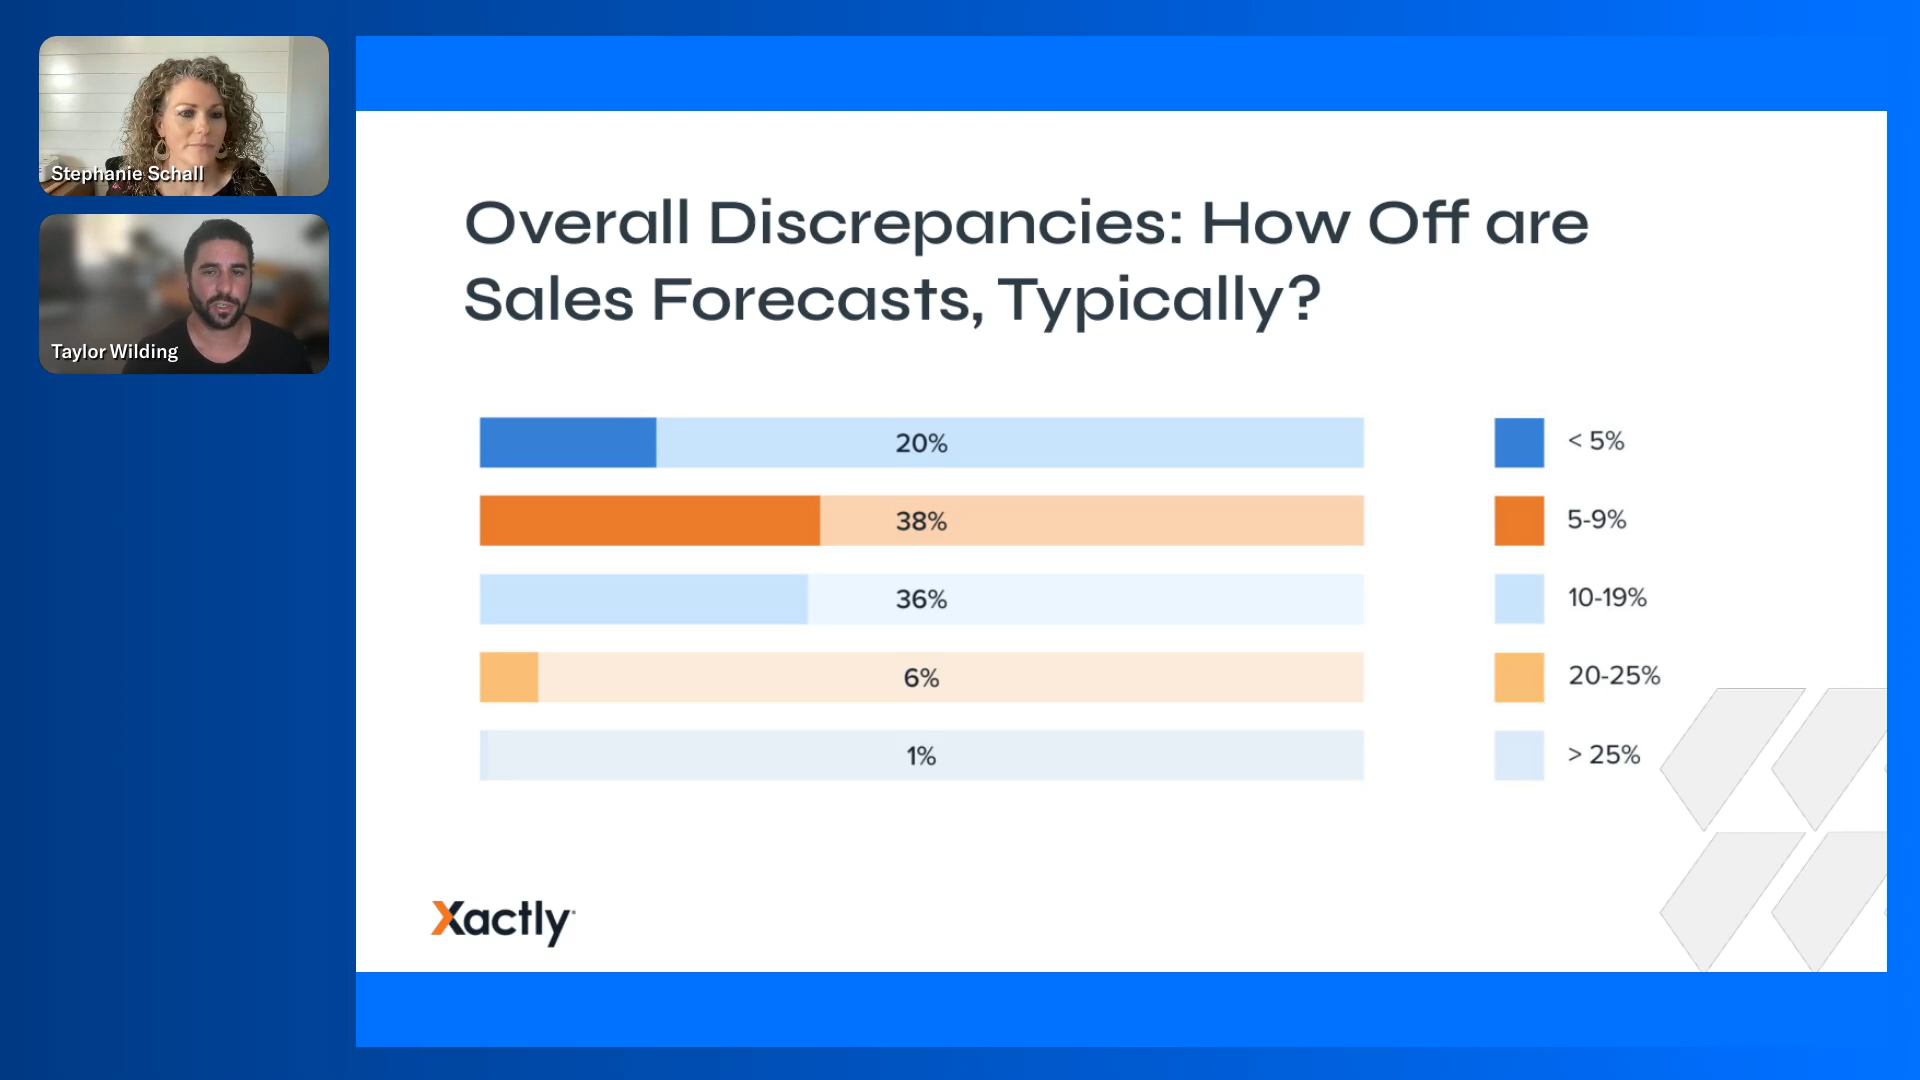 Stephanie Schall
Taylor Wilding
Overall Discrepancies: How Off are
Sales Forecasts, Typically?
20%
< 5%
38%
5-9%
36%
10-19%
6%
20-25%
1%
> 25%
Xactly